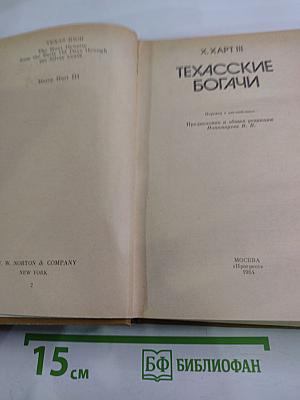 TEXAS RICH
The Hunt Dynasty
from the Early Oil Days through
the Silver Crash
Harry Hurt III
W. W. NORTON & COMPANY
NEW YORK
2
Х. ХАРТ III
ТЕХАССКИЕ
БОГАЧИ
Перевод с английского
Предисловие и общая редакция
МОСКВА
«Прогресс»
1984
15 см
БФ БИБЛИОФАН